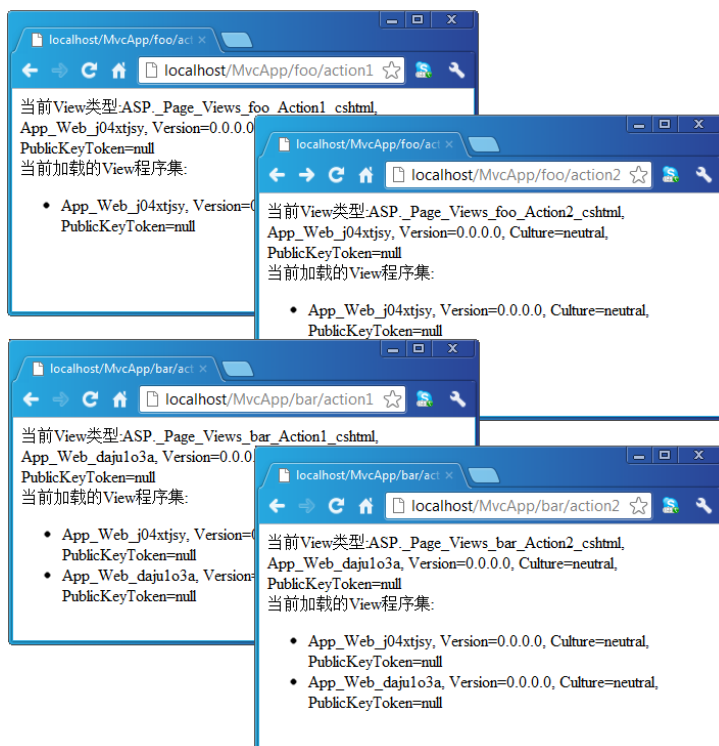 localhost/MvcApp/foo/act
localhost/MvcApp/foo/action1
当前View类型:ASP._Page_Views_foo_Action1_cshtml,
App_Web_j04xtjsy, Version=0.0.0
PublicKeyToken=null
当前加载的View程序集:
• App_Web_j04xtjsy, Version=
PublicKeyToken=null
localhost/MvcApp/foo/act
localhost/MvcApp/foo/action2
当前View类型:ASP._Page_Views_foo_Action2_cshtml,
App_Web_j04xtjsy, Version=0.0.0.0, Culture=neutral,
PublicKeyToken=null
当前加载的View程序集:
• App_Web_j04xtjsy, Version=0.0.0.0, Culture=neutral,
PublicKeyToken=null
localhost/MvcApp/bar/act
localhost/MvcApp/bar/action1
当前View类型:ASP._Page_Views_bar_Action1_cshtml,
App_Web_daju1o3a, Version=0.0.
PublicKeyToken=null
当前加载的View程序集:
• App_Web_j04xtjsy, Version=
PublicKeyToken=null
• App_Web_daju1o3a, Version=
PublicKeyToken=null
localhost/MvcApp/bar/act
localhost/MvcApp/bar/action2
当前View类型:ASP._Page_Views_bar_Action2_cshtml,
App_Web_daju1o3a, Version=0.0.0.0, Culture=neutral,
PublicKeyToken=null
当前加载的View程序集:
• App_Web_j04xtjsy, Version=0.0.0.0, Culture=neutral,
PublicKeyToken=null
• App_Web_daju1o3a, Version=0.0.0.0, Culture=neutral,
PublicKeyToken=null